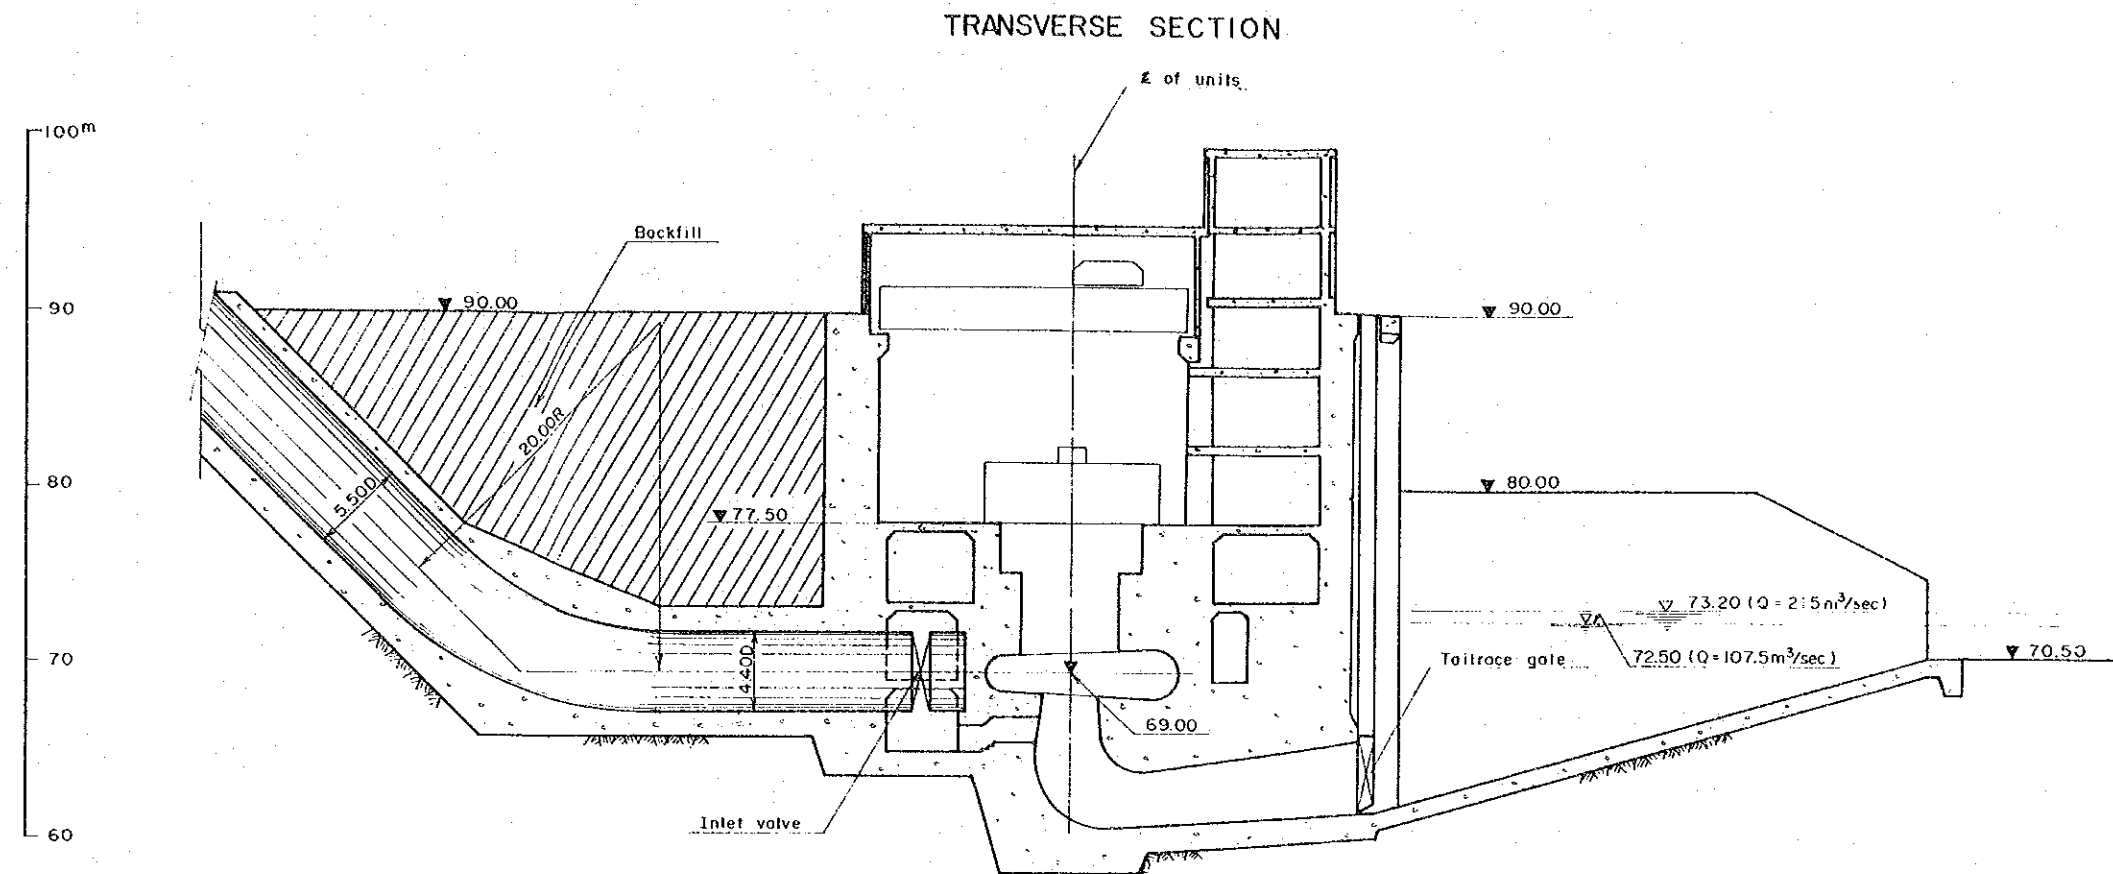 TRANSVERSE SECTION
℄ of units
100m
Backfill
90
90.00
90.00
20.00R
80
5.50D
77.50
80.00
73.20 (Q = 215m³/sec)
70
4.40D
Tailrace gate
72.50 (Q=107.5m³/sec)
70.50
69.00
Inlet valve
60